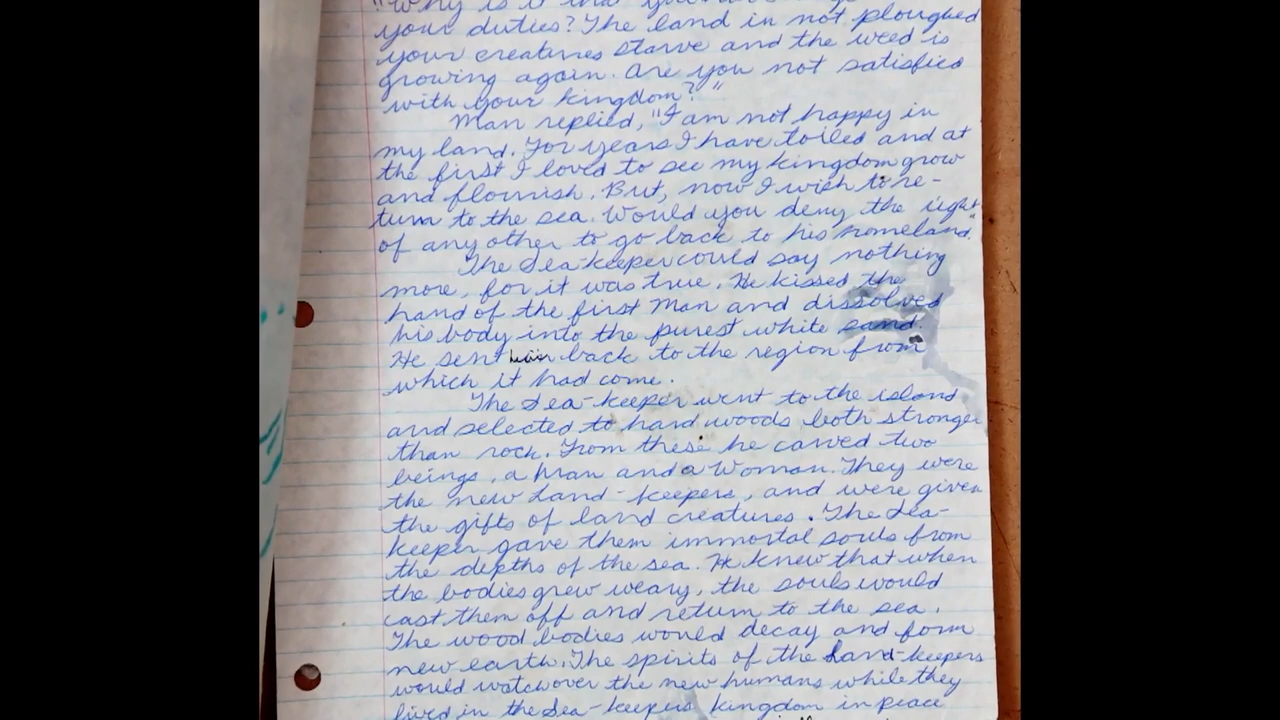 "Why is it that you
your duties? The land in not ploughed
your creatures starve and the weed is
growing again. Are you not satisfied
with your kingdom?"
Man replied, "I am not happy in
my land. For years I have toiled and at
the first I loved to see my kingdom grow
and flourish. But, now I wish to re-
turn to the sea. Would you deny the right
of any other to go back to his homeland."
The Sea-keeper could say nothing
more, for it was true. He kissed the
hand of the first Man and dissolved
his body into the purest white sand.
He sent him back to the region from
which it had come.
The Sea-keeper went to the island
and selected to hard woods both stronger
than rock. From these he carved two
beings, a Man and a Woman. They were
the new Land-keepers, and were given
the gifts of land creatures. The Sea-
keeper gave them immortal souls from
the depths of the sea. He knew that when
the bodies grew weary, the souls would
cast them off and return to the sea.
The wood bodies would decay and form
new earth. The spirits of the Land-keepers
would watch over the new humans while they
lived in the Sea-keepers kingdom in peace